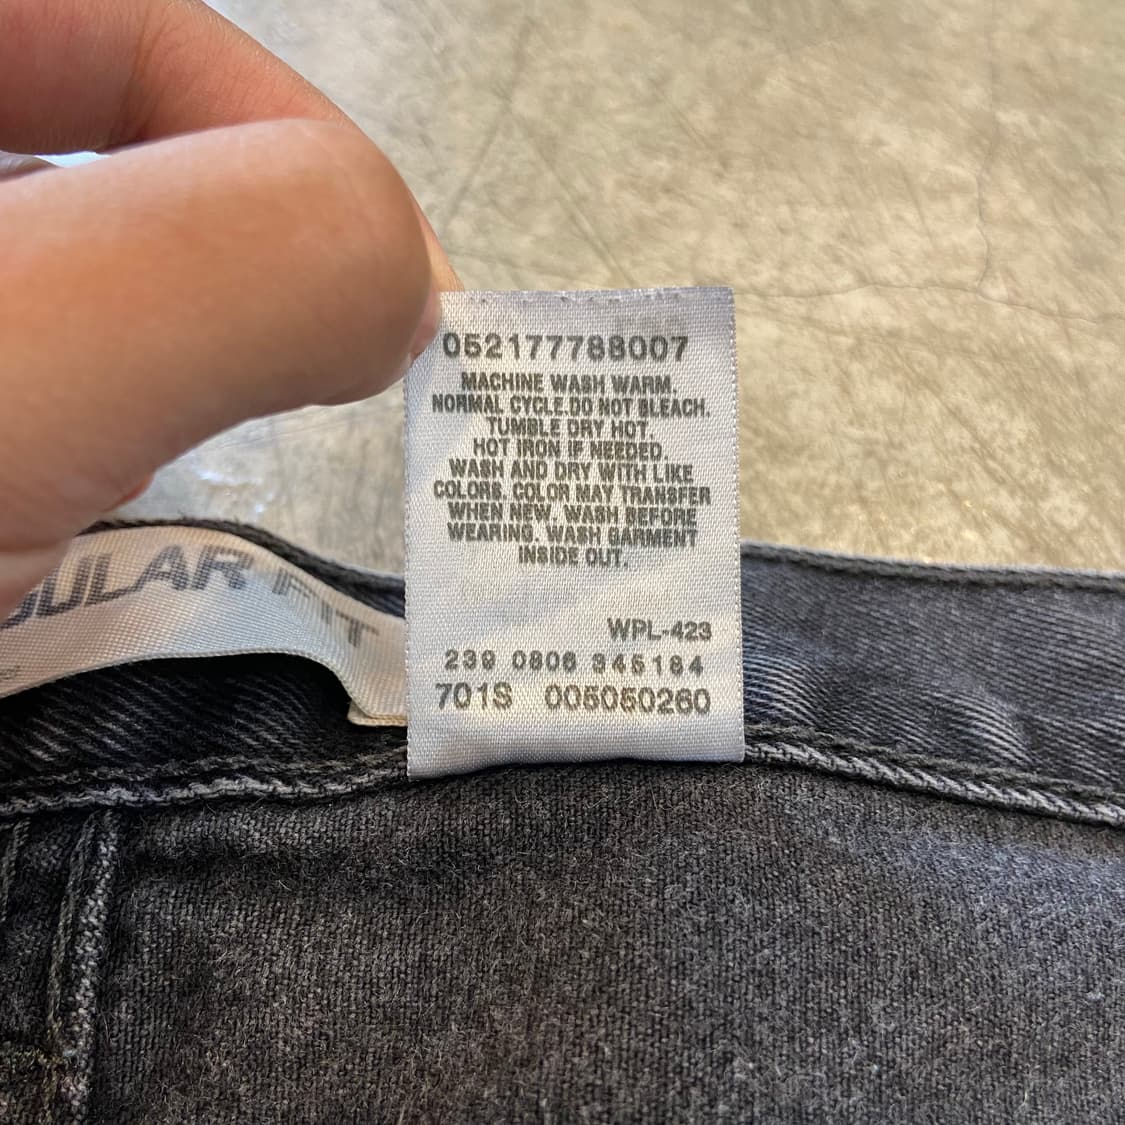 052177788007
MACHINE WASH WARM.
NORMAL CYCLE.DO NOT BLEACH.
TUMBLE DRY HOT.
HOT IRON IF NEEDED.
WASH AND DRY WITH LIKE
COLORS. COLOR MAY TRANSFER
WHEN NEW. WASH BEFORE
WEARING. WASH GARMENT
INSIDE OUT.
WPL-423
239 0806 345184
701S 005050260
ULAR FIT